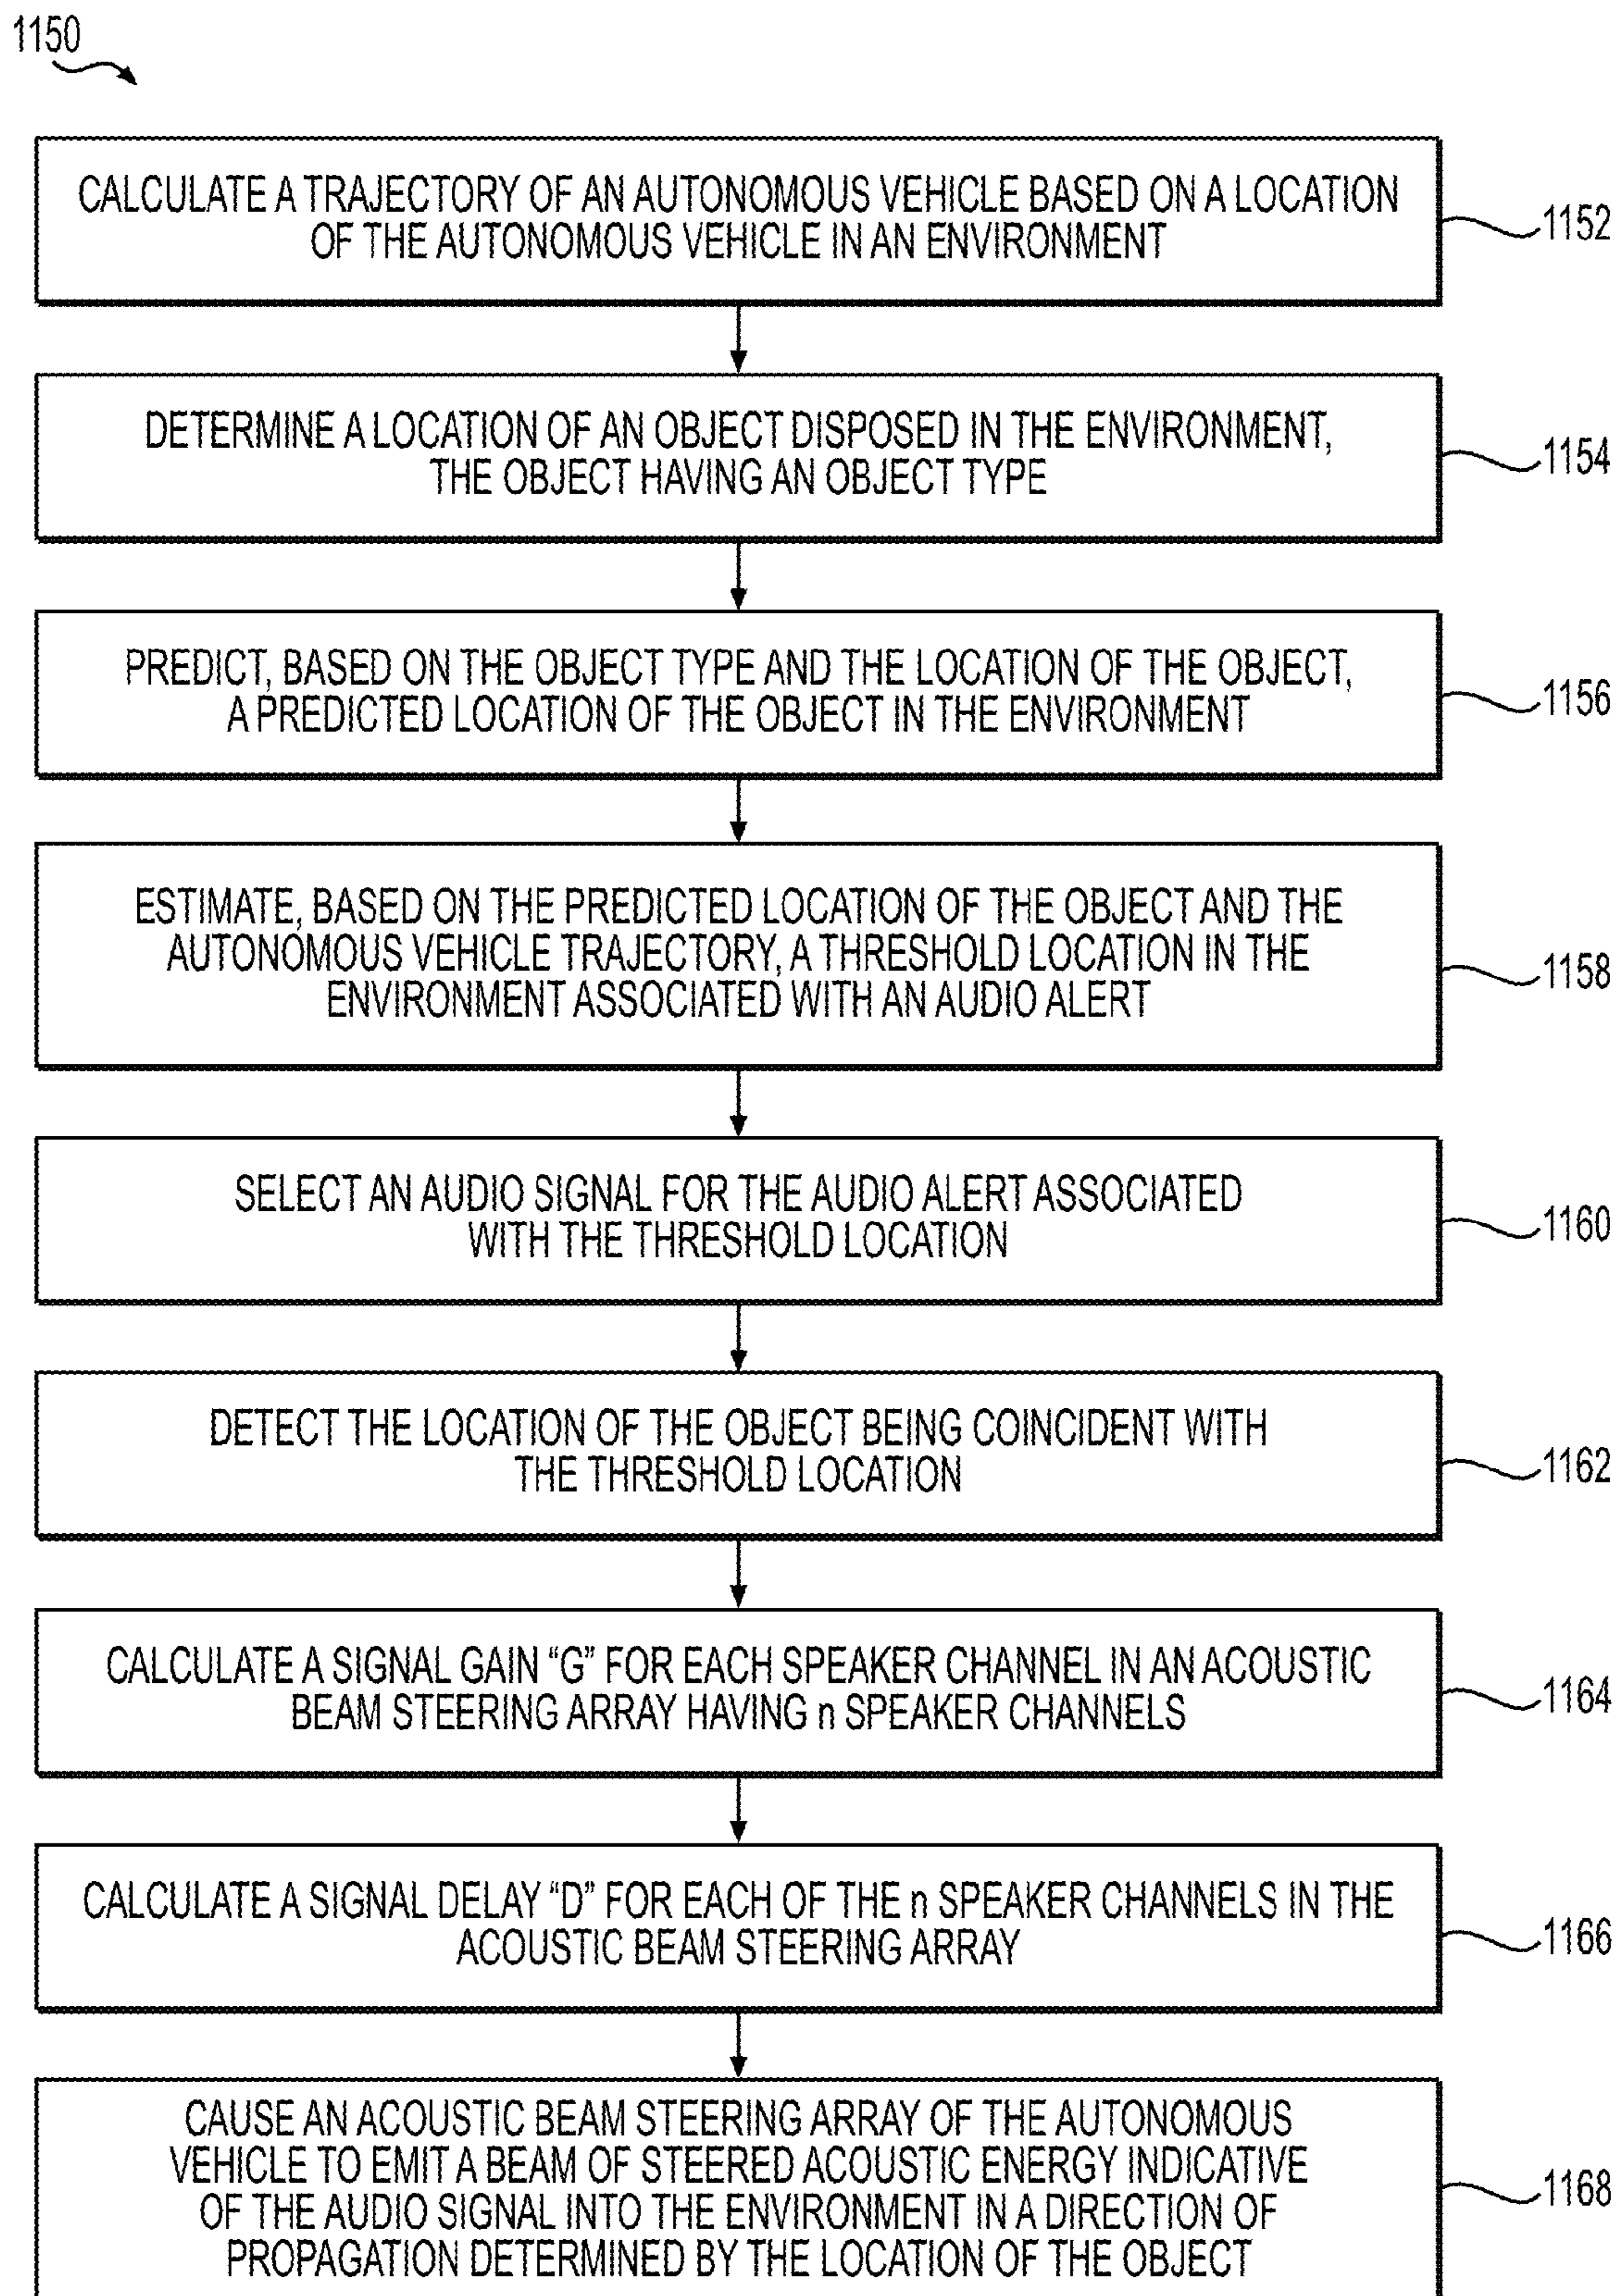 1150
CALCULATE A TRAJECTORY OF AN AUTONOMOUS VEHICLE BASED ON A LOCATION
OF THE AUTONOMOUS VEHICLE IN AN ENVIRONMENT
1152
DETERMINE A LOCATION OF AN OBJECT DISPOSED IN THE ENVIRONMENT,
THE OBJECT HAVING AN OBJECT TYPE
1154
PREDICT, BASED ON THE OBJECT TYPE AND THE LOCATION OF THE OBJECT,
A PREDICTED LOCATION OF THE OBJECT IN THE ENVIRONMENT
1156
ESTIMATE, BASED ON THE PREDICTED LOCATION OF THE OBJECT AND THE
AUTONOMOUS VEHICLE TRAJECTORY, A THRESHOLD LOCATION IN THE
ENVIRONMENT ASSOCIATED WITH AN AUDIO ALERT
1158
SELECT AN AUDIO SIGNAL FOR THE AUDIO ALERT ASSOCIATED
WITH THE THRESHOLD LOCATION
1160
DETECT THE LOCATION OF THE OBJECT BEING COINCIDENT WITH
THE THRESHOLD LOCATION
1162
CALCULATE A SIGNAL GAIN “G” FOR EACH SPEAKER CHANNEL IN AN ACOUSTIC
BEAM STEERING ARRAY HAVING n SPEAKER CHANNELS
1164
CALCULATE A SIGNAL DELAY “D” FOR EACH OF THE n SPEAKER CHANNELS IN THE
ACOUSTIC BEAM STEERING ARRAY
1166
CAUSE AN ACOUSTIC BEAM STEERING ARRAY OF THE AUTONOMOUS
VEHICLE TO EMIT A BEAM OF STEERED ACOUSTIC ENERGY INDICATIVE
OF THE AUDIO SIGNAL INTO THE ENVIRONMENT IN A DIRECTION OF
PROPAGATION DETERMINED BY THE LOCATION OF THE OBJECT
1168